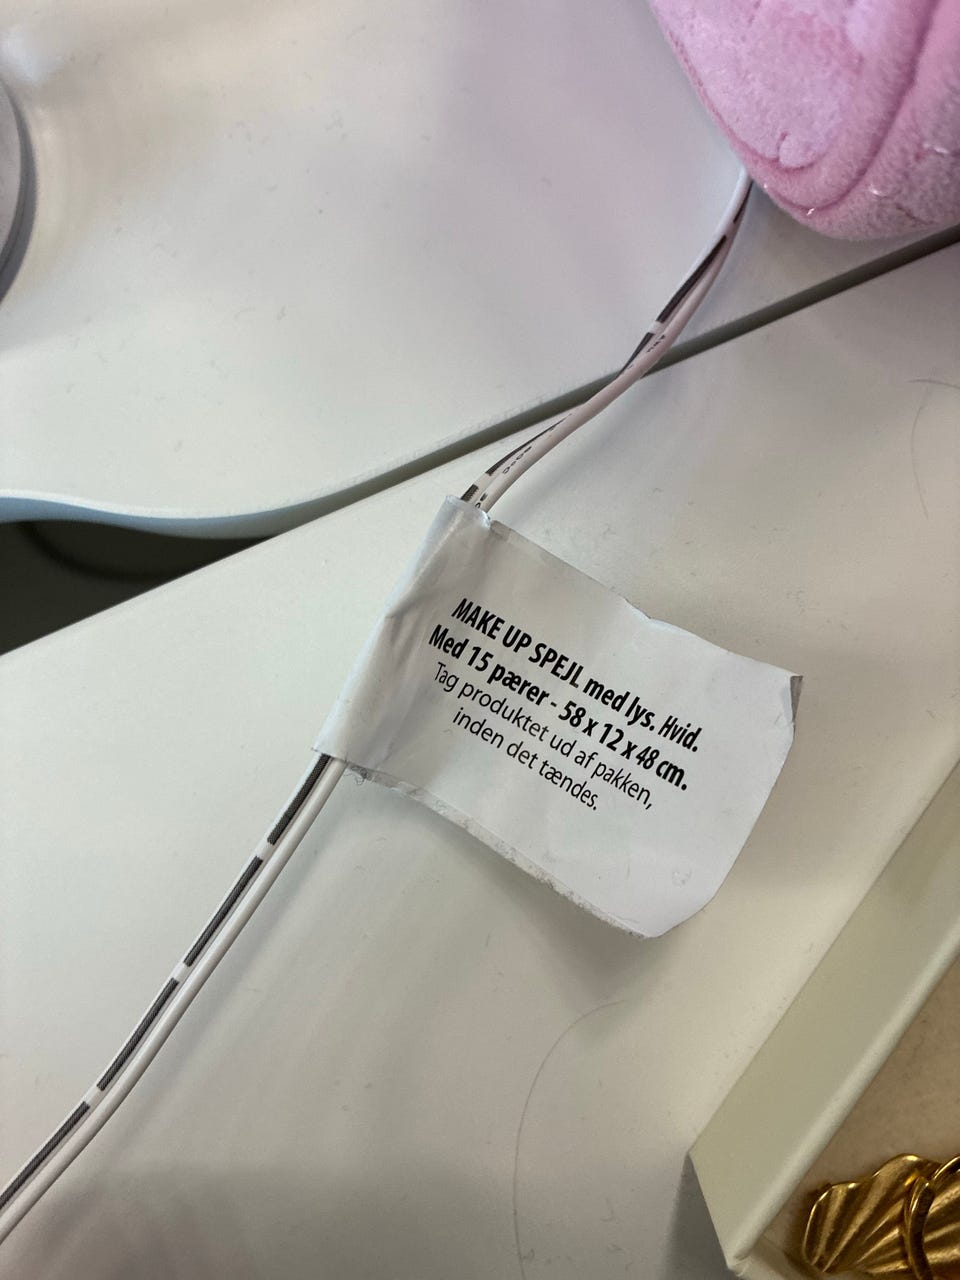 MAKE UP SPEJL med lys. Hvid.
Med 15 pærer - 58 x 12 x 48 cm.
Tag produktet ud af pakken,
inden det tændes.